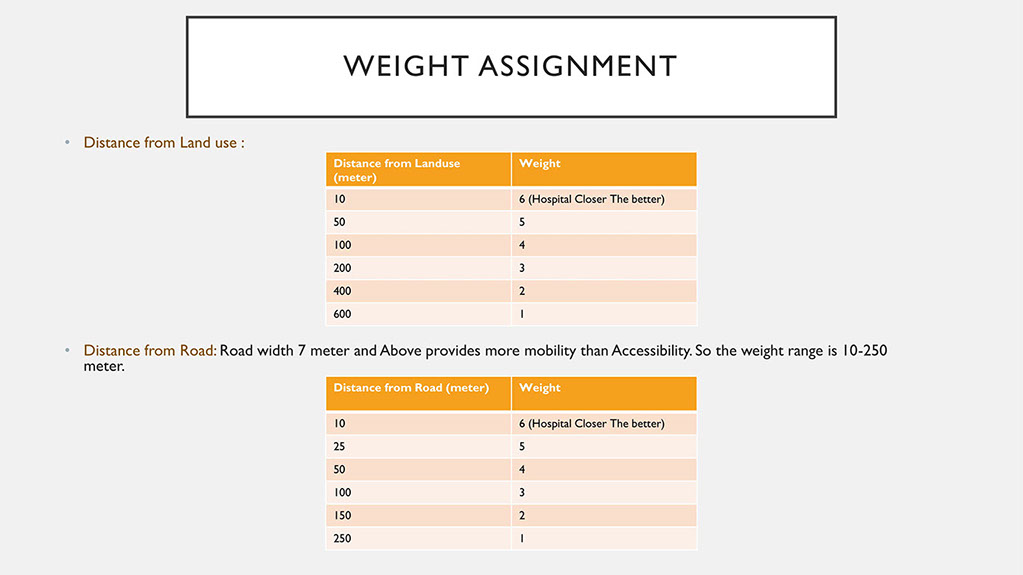 WEIGHT ASSIGNMENT
• Distance from Land use :
Distance from Landuse Weight
(meter)
10 6 (Hospital Closer The better)
50 5
100 4
200 3
400 2
600 1
• Distance from Road: Road width 7 meter and Above provides more mobility than Accessibility. So the weight range is 10-250
meter.
Distance from Road (meter) Weight
10 6 (Hospital Closer The better)
25 5
50 4
100 3
150 2
250 1